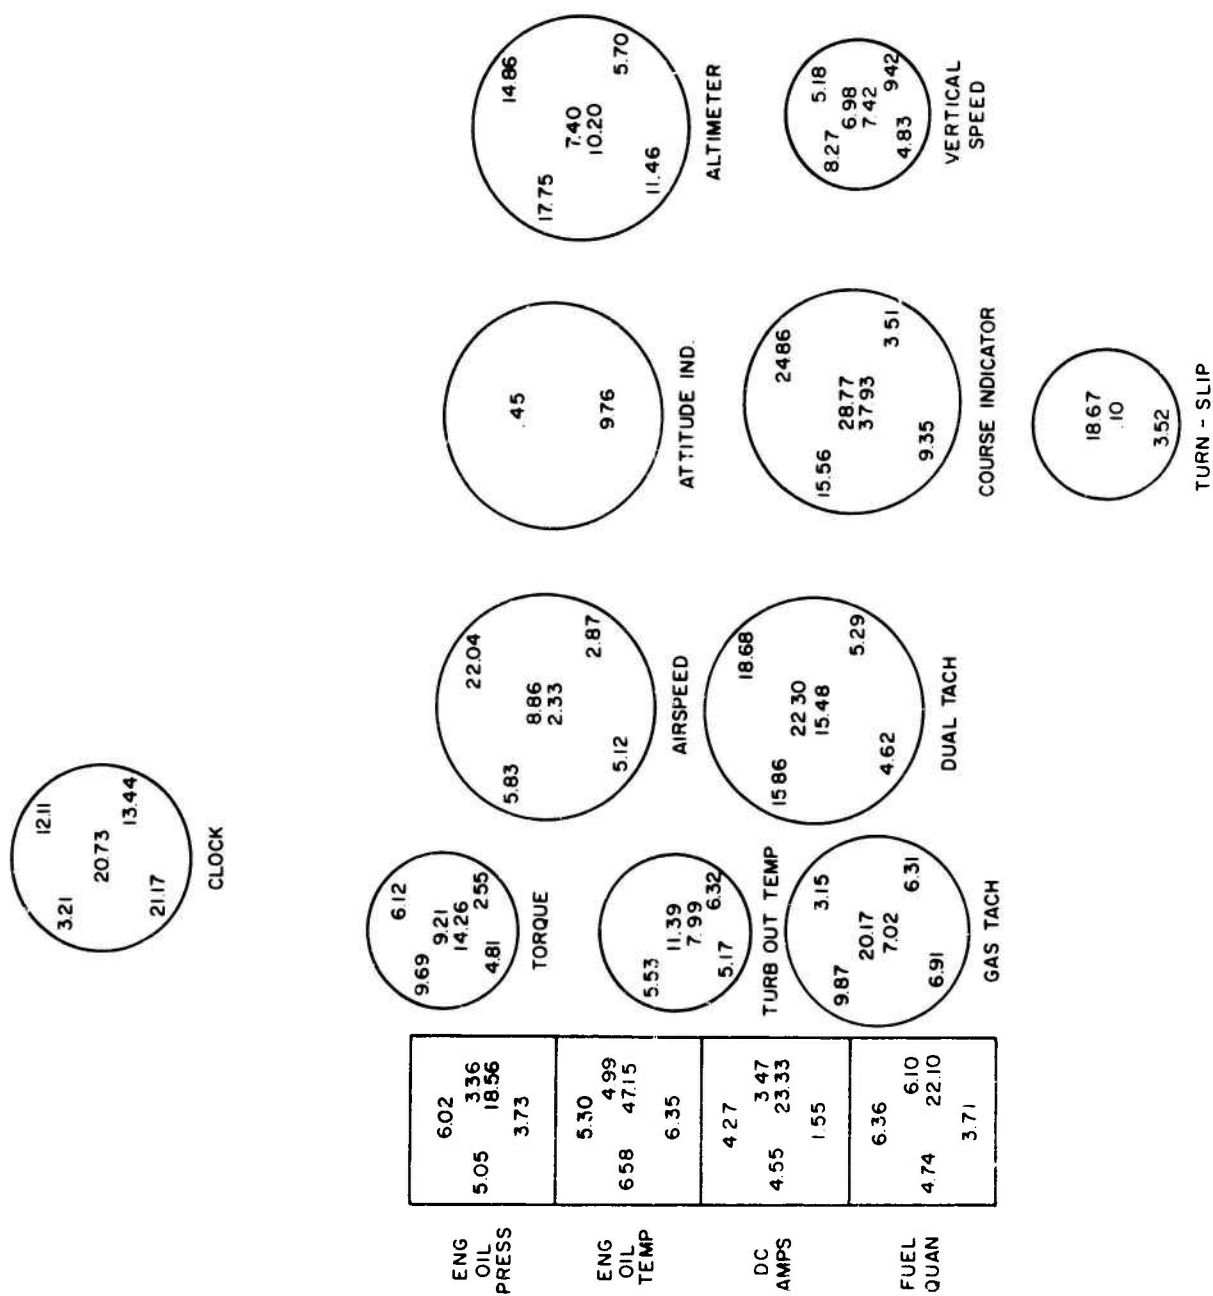 3.21 12.11
20.73
21.17 13.44
CLOCK
ENG
OIL
PRESS
6.02
5.05 3.36
18.56
3.73
9.69 6.12
9.21
14.26
4.81 2.55
TORQUE
5.83 22.04
8.86
2.33
5.12 2.87
AIRSPEED
.45
9.76
ATTITUDE IND.
17.75 14.86
7.40
10.20
11.46 5.70
ALTIMETER
ENG
OIL
TEMP
5.30
6.58 4.99
47.15
6.35
5.53
11.39
7.99
5.17 6.32
TURB OUT TEMP
DC
AMPS
4.27
4.55 3.47
23.33
1.55
15.86 18.68
22.30
15.48
4.62 5.29
DUAL TACH
15.56 24.86
28.77
37.93
9.35 3.51
COURSE INDICATOR
8.27 5.18
6.98
7.42
4.83 9.42
VERTICAL
SPEED
FUEL
QUAN
6.36
4.74 6.10
22.10
3.71
9.87 3.15
20.17
7.02
6.91 6.31
GAS TACH
18.67
.10
3.52
TURN - SLIP